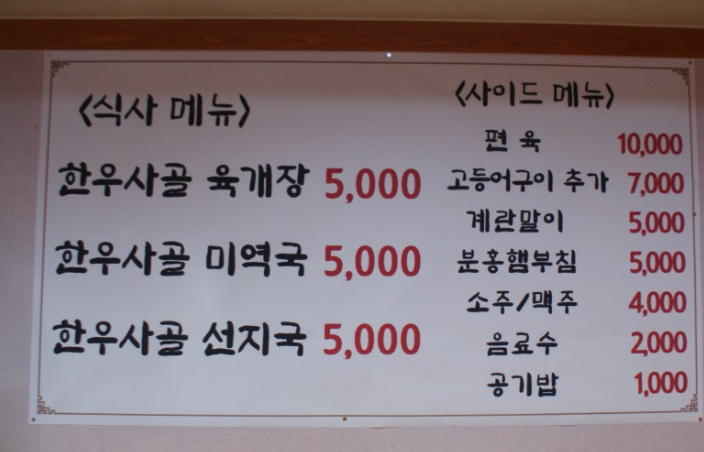 <식사 메뉴>
한우사골 육개장 5,000
한우사골 미역국 5,000
한우사골 선지국 5,000
<사이드 메뉴>
편육 10,000
고등어구이 추가 7,000
계란말이 5,000
분홍햄부침 5,000
소주/맥주 4,000
음료수 2,000
공기밥 1,000